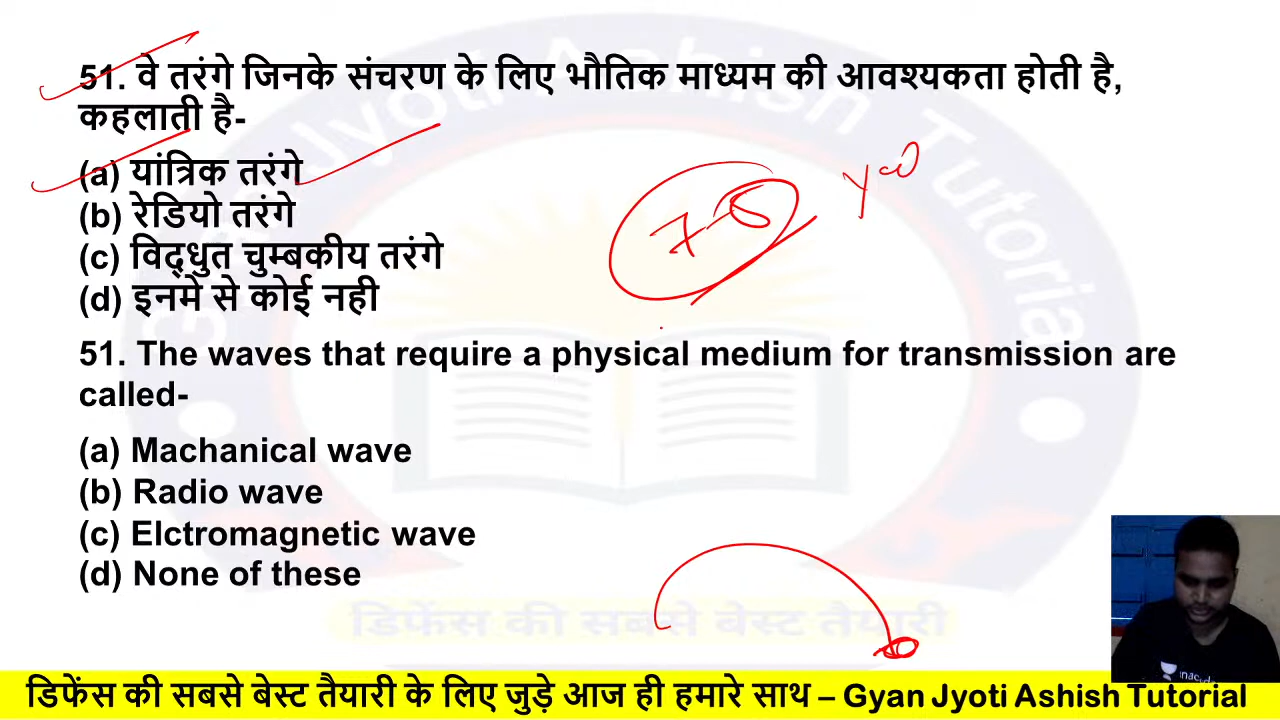 51. वे तरंगे जिनके संचरण के लिए भौतिक माध्यम की आवश्यकता होती है,
कहलाती है-
(a) यांत्रिक तरंगे
(b) रेडियो तरंगे
(c) विद्धुत चुम्बकीय तरंगे
(d) इनमे से कोई नही
51. The waves that require a physical medium for transmission are
called-
(a) Machanical wave
(b) Radio wave
(c) Elctromagnetic wave
(d) None of these
डिफेंस की सबसे बेस्ट तैयारी
डिफेंस की सबसे बेस्ट तैयारी के लिए जुड़े आज ही हमारे साथ – Gyan Jyoti Ashish Tutorial